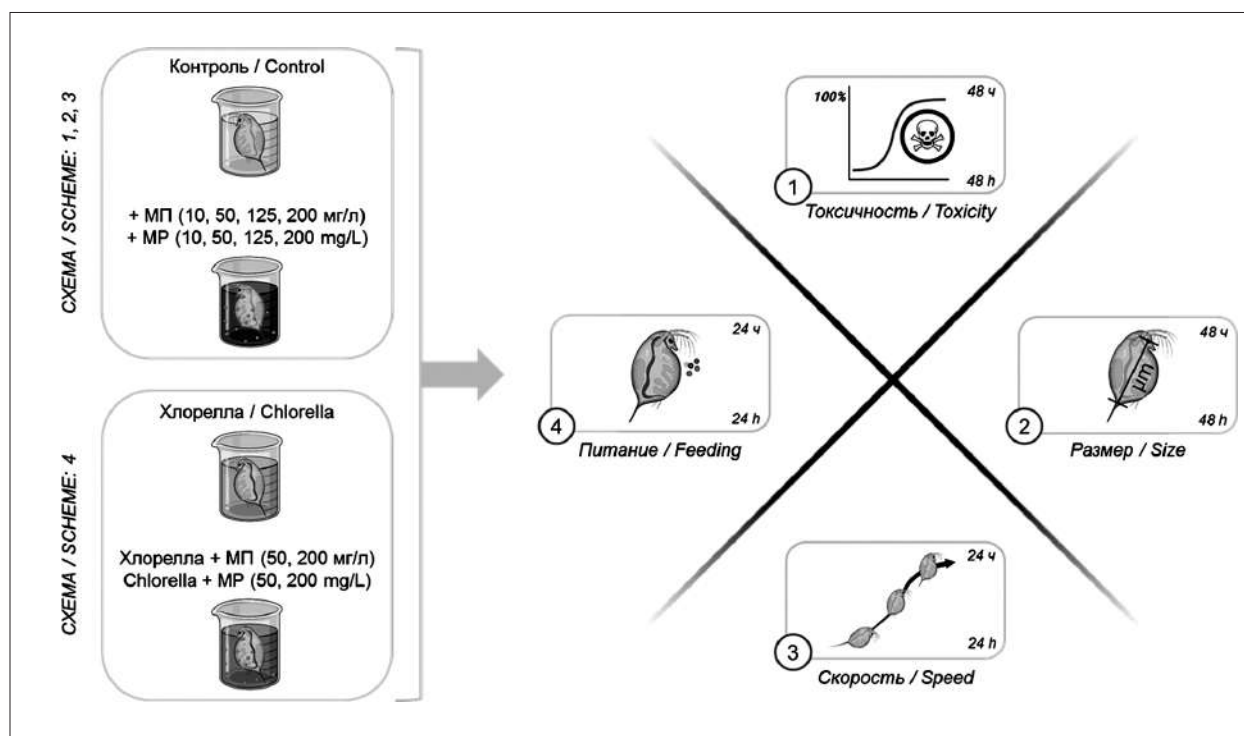 СХЕМА / SCHEME: 1, 2, 3
Контроль / Control
+ МП (10, 50, 125, 200 мг/л)
+ MP (10, 50, 125, 200 mg/L)
СХЕМА / SCHEME: 4
Хлорелла / Chlorella
Хлорелла + МП (50, 200 мг/л)
Chlorella + MP (50, 200 mg/L)
100%
48 ч
48 h
1
Токсичность / Toxicity
48 ч
µm
48 h
2
Размер / Size
24 ч
24 h
3
Скорость / Speed
24 ч
24 h
4
Питание / Feeding